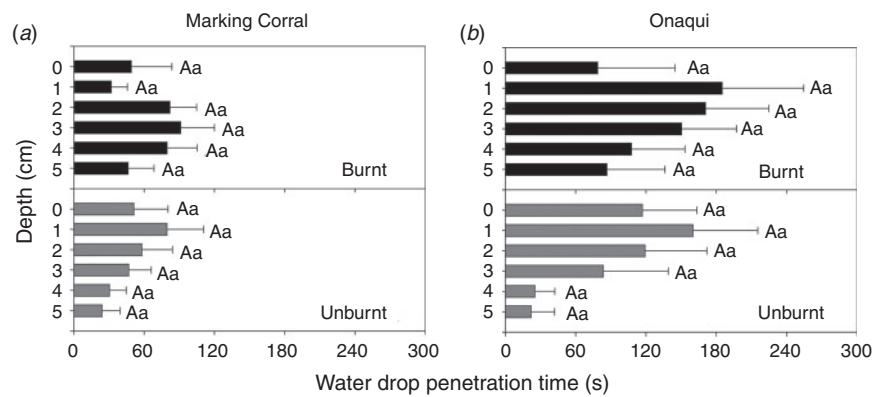 Marking Corral
Onaqui
(a)
(b)
Depth (cm)
0 Aa
1 Aa
2 Aa
3 Aa
4 Aa
5 Aa
Burnt
0 Aa
1 Aa
2 Aa
3 Aa
4 Aa
5 Aa
Unburnt
0 60 120 180 240 300
0 Aa
1 Aa
2 Aa
3 Aa
4 Aa
5 Aa
Burnt
0 Aa
1 Aa
2 Aa
3 Aa
4 Aa
5 Aa
Unburnt
0 60 120 180 240 300
Water drop penetration time (s)